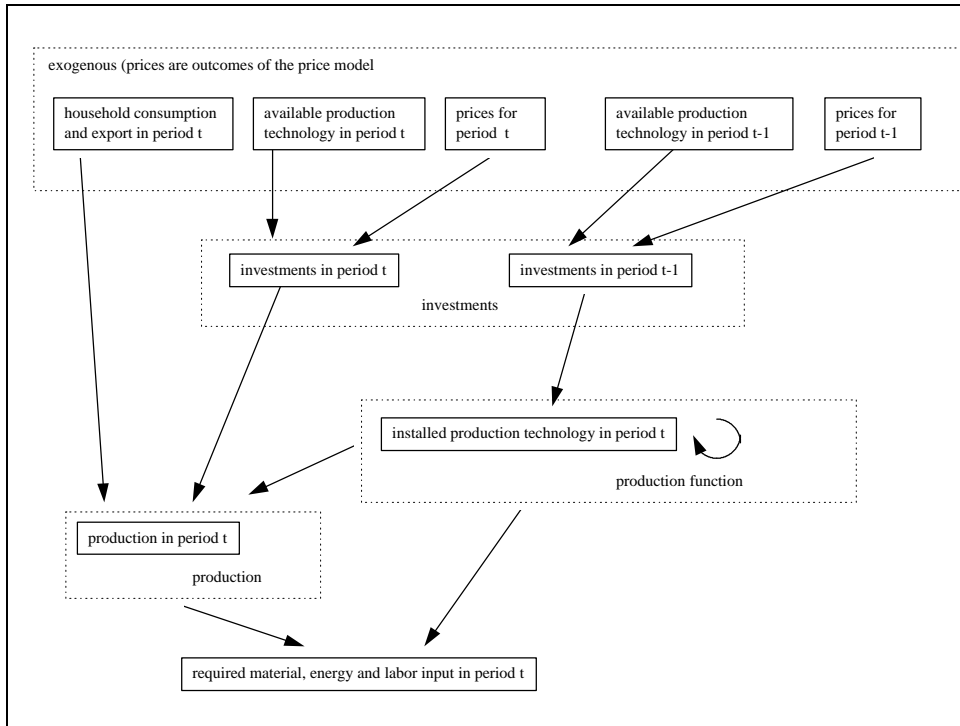 exogenous (prices are outcomes of the price model
household consumption
and export in period t
available production
technology in period t
prices for
period t
available production
technology in period t-1
prices for
period t-1
investments in period t
investments in period t-1
investments
installed production technology in period t
production function
production in period t
production
required material, energy and labor input in period t